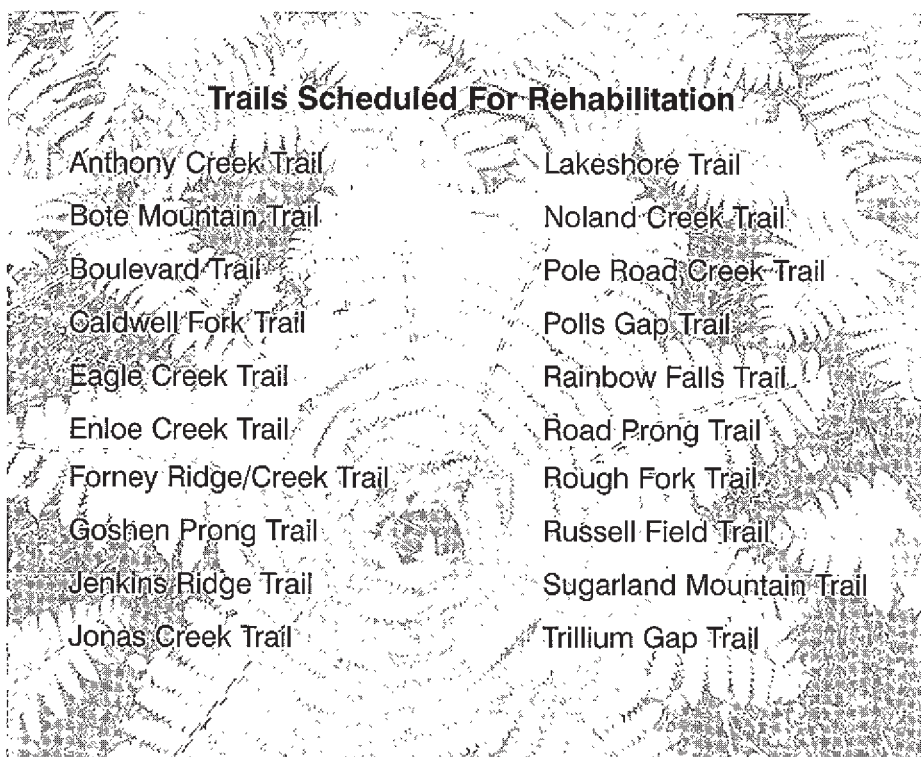 Trails Scheduled For Rehabilitation
Anthony Creek Trail
Bote Mountain Trail
Boulevard Trail
Caldwell Fork Trail
Eagle Creek Trail
Enloe Creek Trail
Forney Ridge/Creek Trail
Goshen Prong Trail
Jenkins Ridge Trail
Jonas Creek Trail
Lakeshore Trail
Noland Creek Trail
Pole Road Creek Trail
Polls Gap Trail
Rainbow Falls Trail
Road Prong Trail
Rough Fork Trail
Russell Field Trail
Sugarland Mountain Trail
Trillium Gap Trail